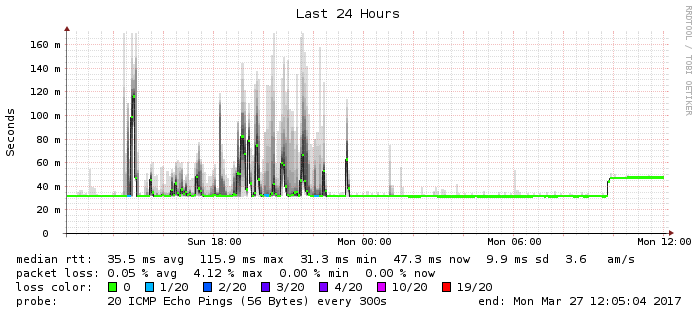 Last 24 Hours
RRDTOOL / TOBI OETIKER
Seconds
160 m
140 m
120 m
100 m
80 m
60 m
40 m
20 m
0
Sun 18:00 Mon 00:00 Mon 06:00 Mon 12:00
median rtt: 35.5 ms avg 115.9 ms max 31.3 ms min 47.3 ms now 9.9 ms sd 3.6 am/s
packet loss: 0.05 % avg 4.12 % max 0.00 % min 0.00 % now
loss color: 0 1/20 2/20 3/20 4/20 10/20 19/20
probe: 20 ICMP Echo Pings (56 Bytes) every 300s end: Mon Mar 27 12:05:04 2017